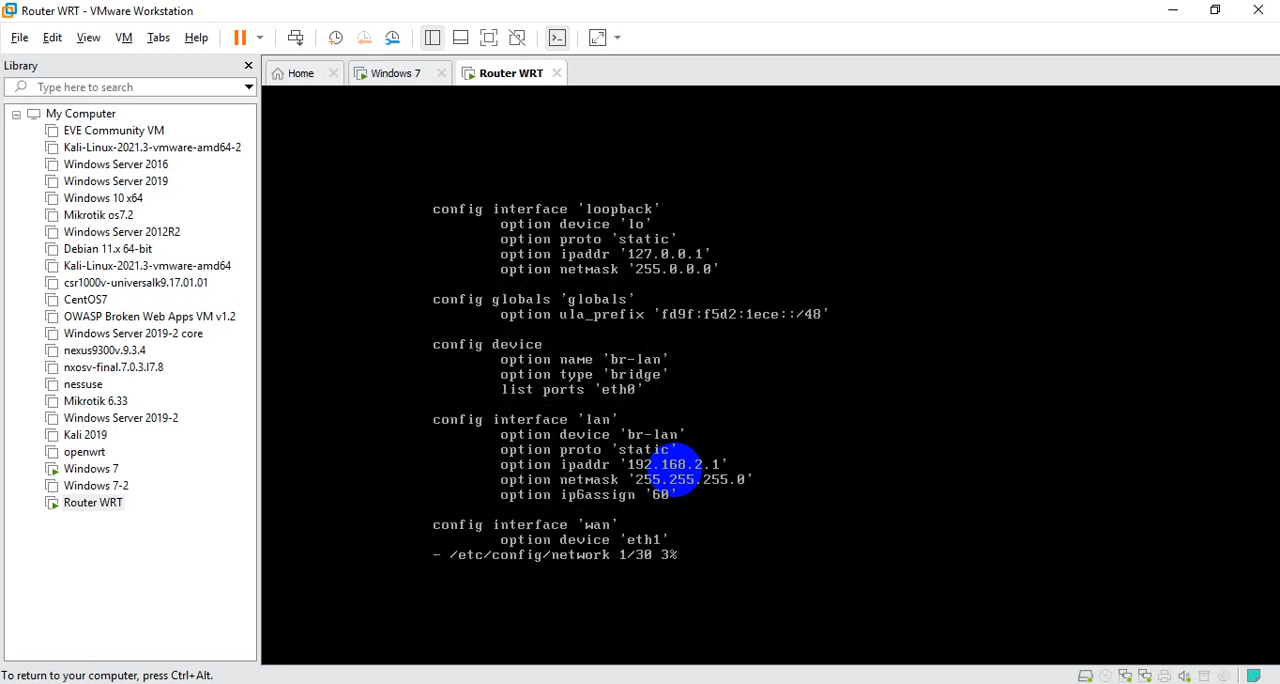 Router WRT - VMware Workstation
File Edit View VM Tabs Help
Library
Type here to search
Home
Windows 7
Router WRT
My Computer
EVE Community VM
Kali-Linux-2021.3-vmware-amd64-2
Windows Server 2016
Windows Server 2019
Windows 10 x64
Mikrotik os7.2
Windows Server 2012R2
Debian 11.x 64-bit
Kali-Linux-2021.3-vmware-amd64
csr1000v-universalk9.17.01.01
CentOS7
OWASP Broken Web Apps VM v1.2
Windows Server 2019-2 core
nexus9300v.9.3.4
nxosv-final.7.0.3.I7.8
nessuse
Mikrotik 6.33
Windows Server 2019-2
Kali 2019
openwrt
Windows 7
Windows 7-2
Router WRT
config interface 'loopback'
option device 'lo'
option proto 'static'
option ipaddr '127.0.0.1'
option netmask '255.0.0.0'
config globals 'globals'
option ula_prefix 'fd9f:f5d2:1ece::/48'
config device
option name 'br-lan'
option type 'bridge'
list ports 'eth0'
config interface 'lan'
option device 'br-lan'
option proto 'static'
option ipaddr '192.168.2.1'
option netmask '255.255.255.0'
option ip6assign '60'
config interface 'wan'
option device 'eth1'
- /etc/config/network 1/30 3%
To return to your computer, press Ctrl+Alt.